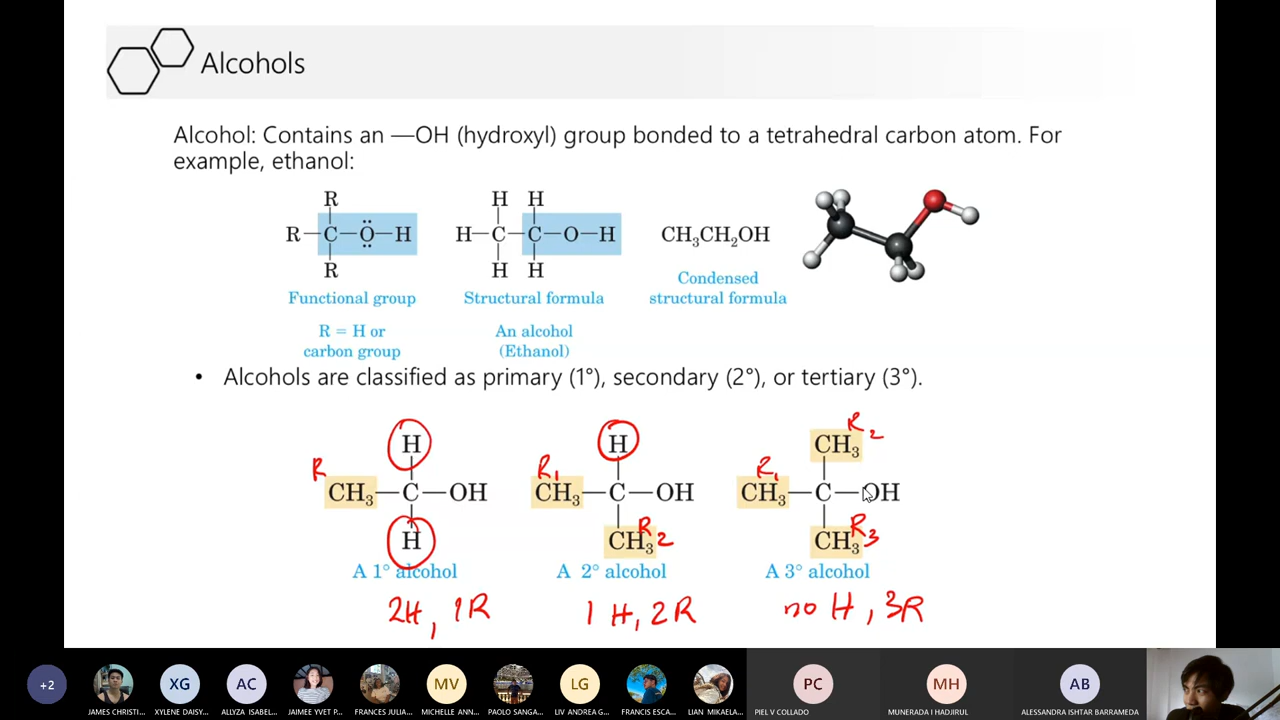 Alcohols
Alcohol: Contains an —OH (hydroxyl) group bonded to a tetrahedral carbon atom. For
example, ethanol:
R
R—C—Ö—H
R
Functional group
R = H or
carbon group
H H
H—C—C—O—H
H H
Structural formula
An alcohol
(Ethanol)
CH₃CH₂OH
Condensed
structural formula
• Alcohols are classified as primary (1°), secondary (2°), or tertiary (3°).
R
H
CH₃—C—OH
H
A 1° alcohol
2H, 1R
R₁
H
CH₃—C—OH
CH₃
R₂
A 2° alcohol
1 H, 2R
R₁
R₂
CH₃
CH₃—C—OH
CH₃
R₃
A 3° alcohol
no H, 3R
+2
JAMES CHRISTI...
XG
XYLENE DAISY...
AC
ALLYZA ISABEL...
JAIMEE YVET P...
FRANCES JULIA...
MV
MICHELLE ANN...
PAOLO SANGA...
LG
LIV ANDREA G...
FRANCIS ESCA...
LIAN MIKAELA...
PC
PIEL V COLLADO
MH
MUNERADA I HADJIRUL
AB
ALESSANDRA ISHTAR BARRAMEDA